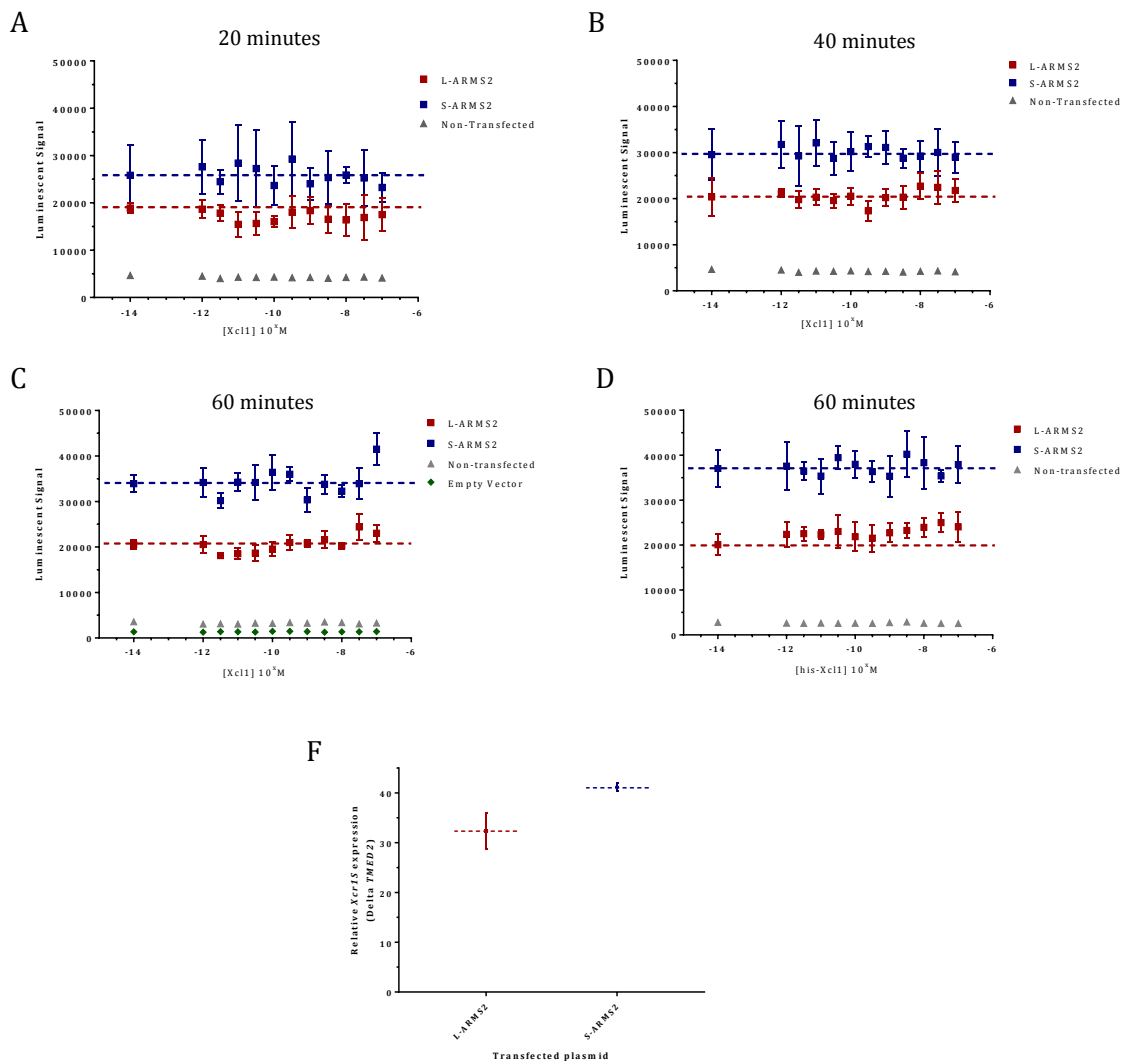 A
20 minutes
50000
40000
30000
20000
10000
0
Luminescent Signal
-14
-12
-10
-8
-6
[Xcl1] 10^xM
L-ARMS2
S-ARMS2
Non-Transfected
B
40 minutes
50000
40000
30000
20000
10000
0
Luminescent Signal
-14
-12
-10
-8
-6
[Xcl1] 10^xM
L-ARMS2
S-ARMS2
Non-Transfected
C
60 minutes
50000
40000
30000
20000
10000
0
Luminescent Signal
-14
-12
-10
-8
-6
[Xcl1] 10^xM
L-ARMS2
S-ARMS2
Non-transfected
Empty Vector
D
60 minutes
50000
40000
30000
20000
10000
0
Luminescent Signal
-14
-12
-10
-8
-6
[his-Xcl1] 10^xM
L-ARMS2
S-ARMS2
Non-transfected
F
40
30
20
10
0
Relative Xcr1S expression
(Delta TMED2)
L-ARMS2
S-ARMS2
Transfected plasmid